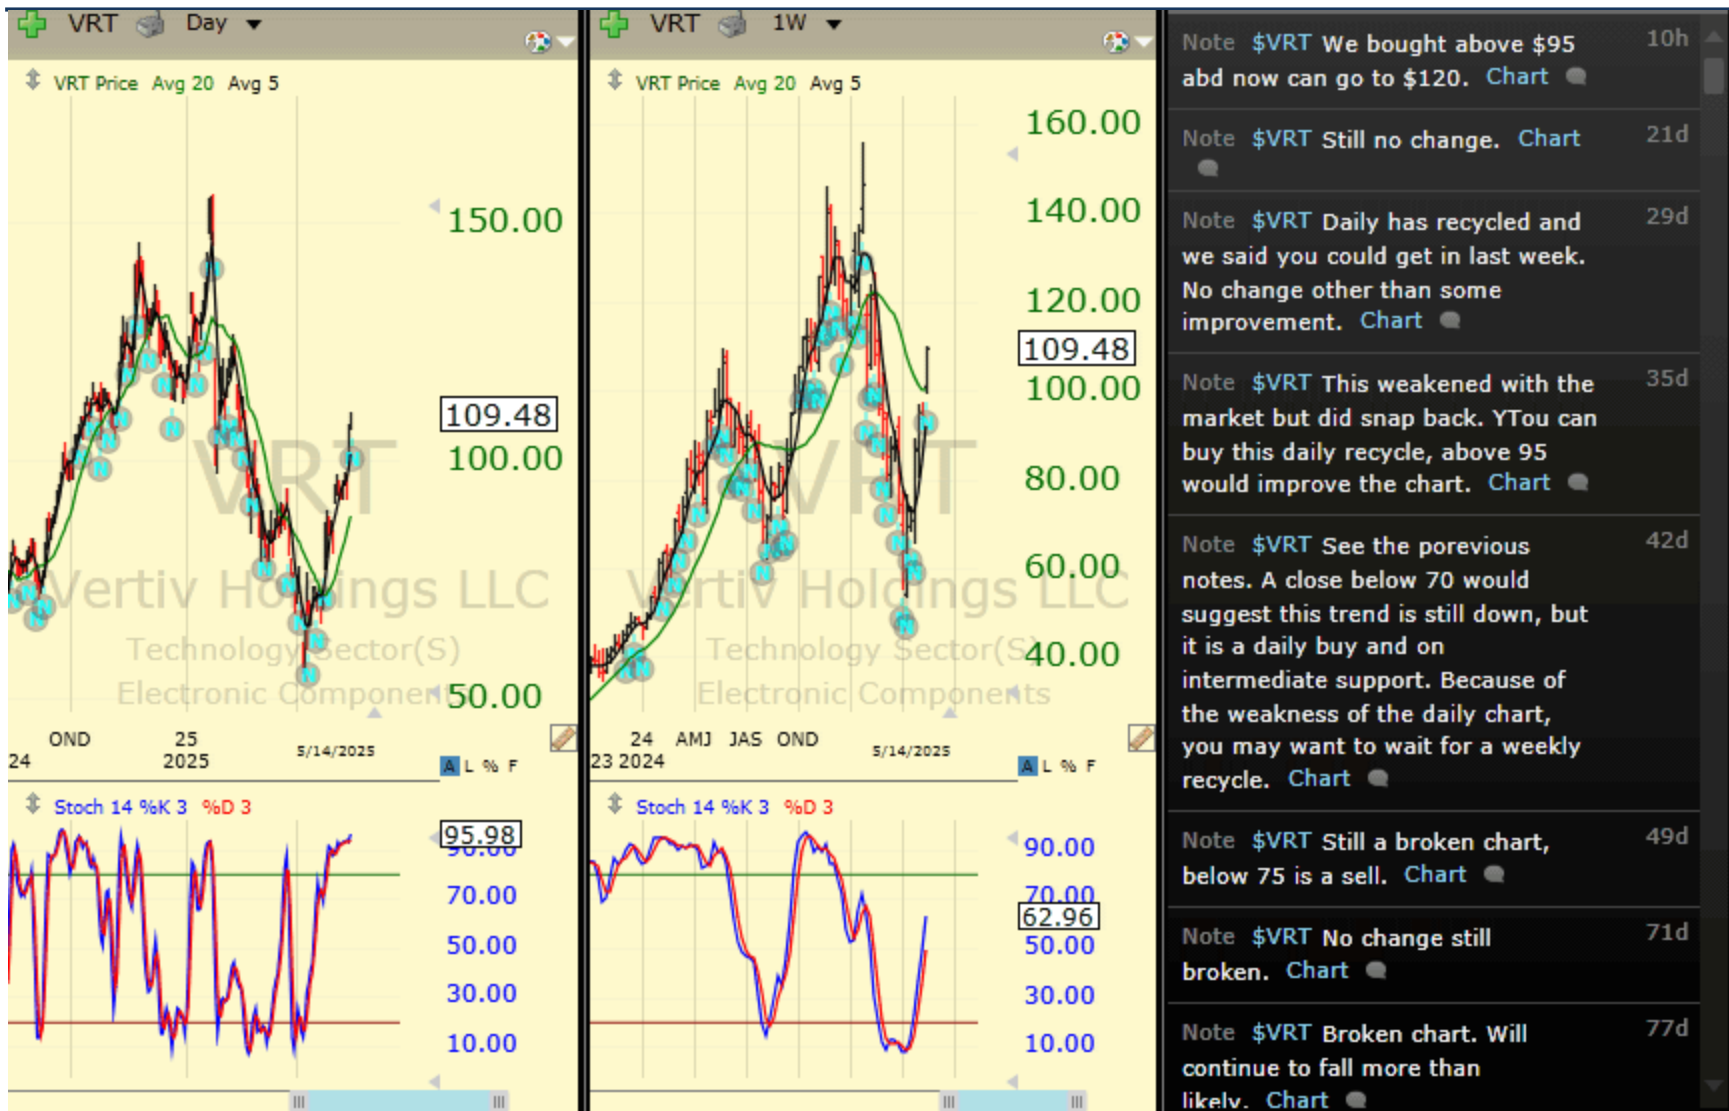 VRT Day
VRT Price Avg 20 Avg 5
150.00
109.48
100.00
50.00
VRT
Vertiv Holdings LLC
Technology Sector(S)
Electronic Components
OND 25
24 2025 5/14/2025
A L % F
Stoch 14 %K 3 %D 3
95.98
90.00
70.00
50.00
30.00
10.00
VRT 1W
VRT Price Avg 20 Avg 5
160.00
140.00
120.00
109.48
100.00
80.00
60.00
40.00
VRT
Vertiv Holdings LLC
Technology Sector(S)
Electronic Components
24 AMJ JAS OND
23 2024 5/14/2025
A L % F
Stoch 14 %K 3 %D 3
90.00
70.00
62.96
50.00
30.00
10.00
Note $VRT We bought above $95 10h
abd now can go to $120. Chart
Note $VRT Still no change. Chart 21d
Note $VRT Daily has recycled and 29d
we said you could get in last week.
No change other than some
improvement. Chart
Note $VRT This weakened with the 35d
market but did snap back. YTou can
buy this daily recycle, above 95
would improve the chart. Chart
Note $VRT See the porevious 42d
notes. A close below 70 would
suggest this trend is still down, but
it is a daily buy and on
intermediate support. Because of
the weakness of the daily chart,
you may want to wait for a weekly
recycle. Chart
Note $VRT Still a broken chart, 49d
below 75 is a sell. Chart
Note $VRT No change still 71d
broken. Chart
Note $VRT Broken chart. Will 77d
continue to fall more than
likely. Chart